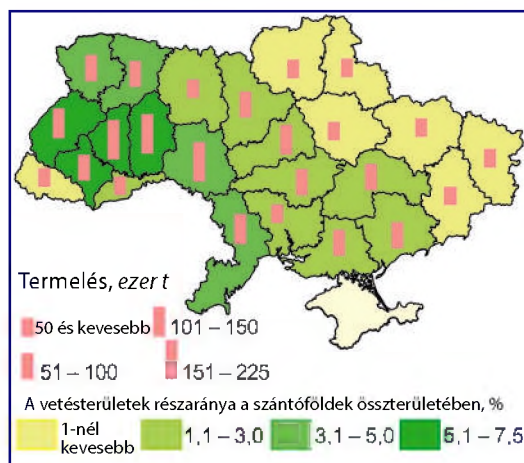 Termelés, ezer t
50 és kevesebb 101 – 150
51 – 100 151 – 225
A vetésterületek részaránya a szántóföldek összterületében, %
1-nél kevesebb 1,1 – 3,0 3,1 – 5,0 5,1 – 7,5